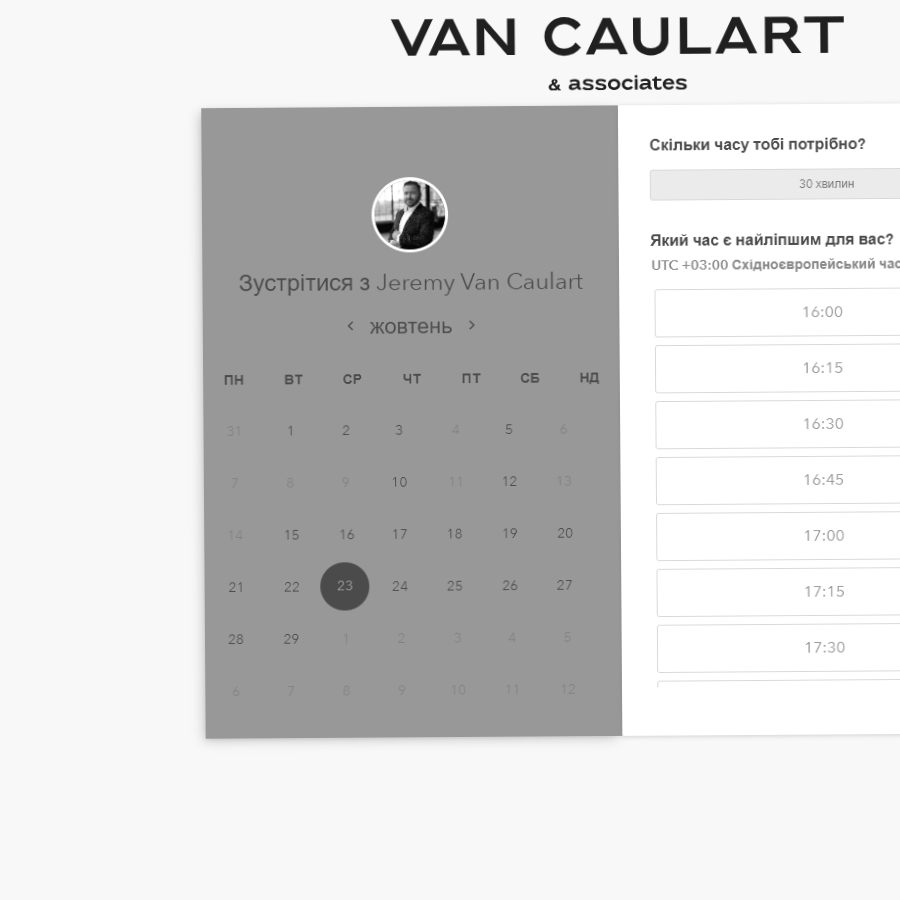 VAN CAULART
& associates
Зустрітися з Jeremy Van Caulart
‹ жовтень ›
ПН ВТ СР ЧТ ПТ СБ НД
31 1 2 3 4 5 6
7 8 9 10 11 12 13
14 15 16 17 18 19 20
21 22 23 24 25 26 27
28 29 1 2 3 4 5
6 7 8 9 10 11 12
Скільки часу тобі потрібно?
30 хвилин
Який час є найліпшим для вас?
UTC +03:00 Східноєвропейський час
16:00
16:15
16:30
16:45
17:00
17:15
17:30